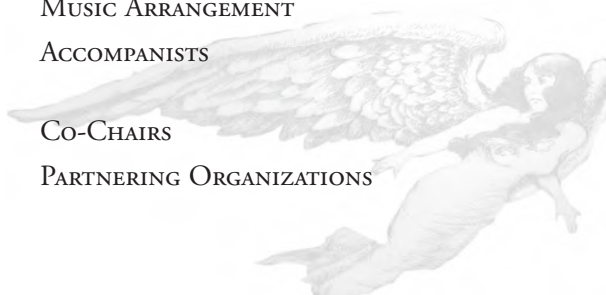 Music Arrangement
Accompanists
Co-Chairs
Partnering Organizations